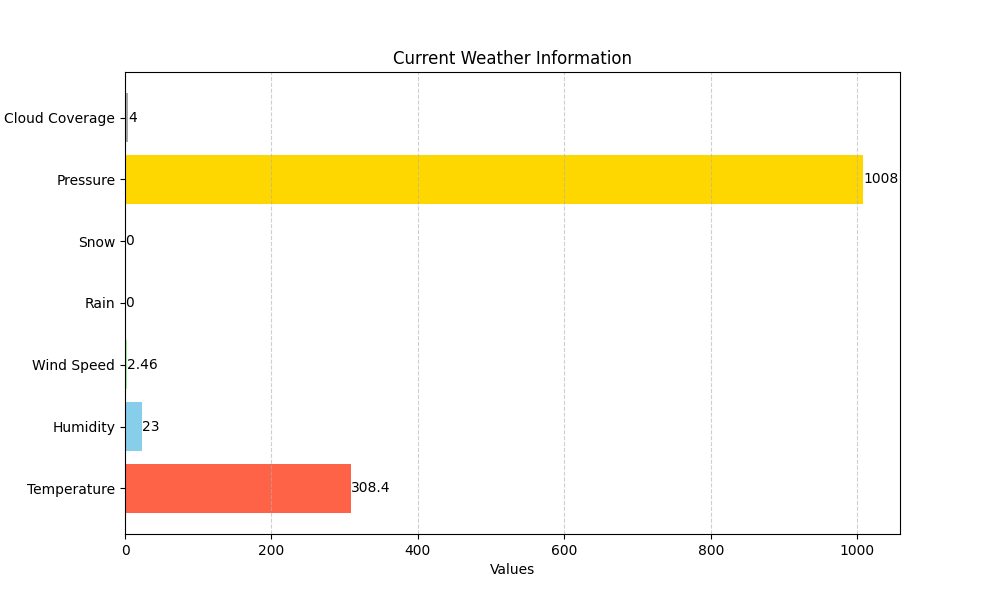 Current Weather Information
Cloud Coverage 4
Pressure 1008
Snow 0
Rain 0
Wind Speed 2.46
Humidity 23
Temperature 308.4
0 200 400 600 800 1000
Values